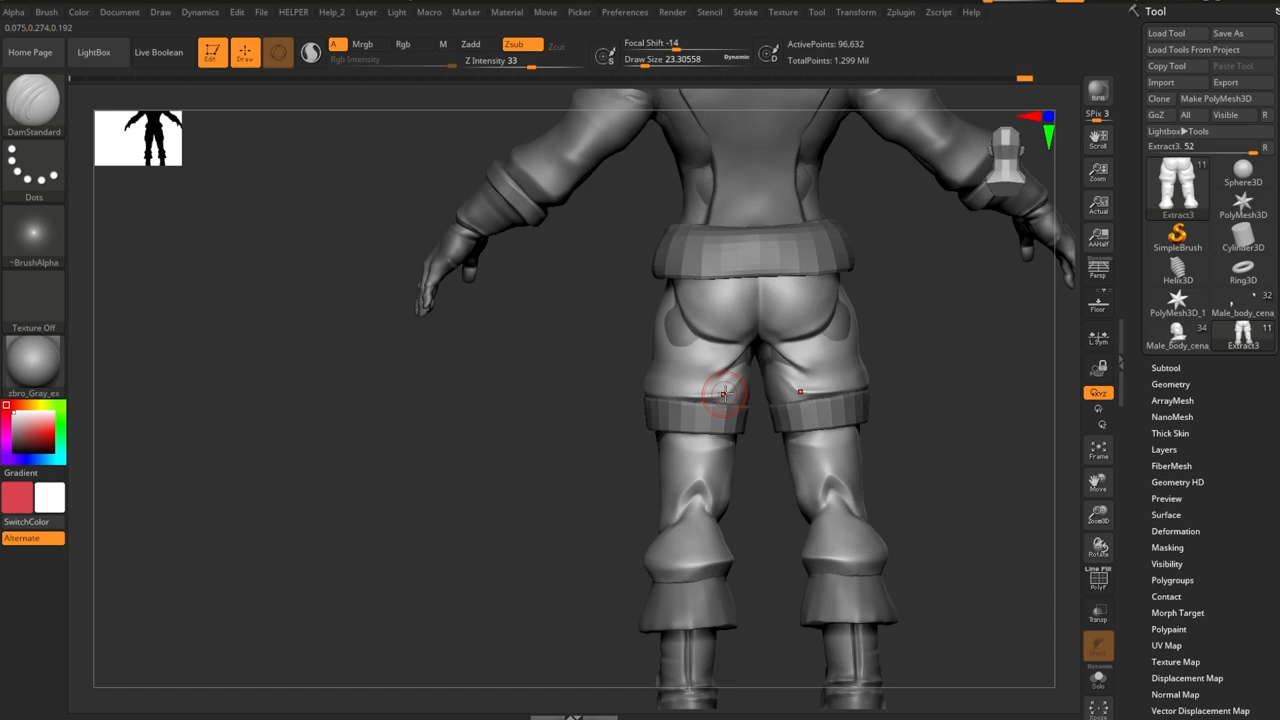 Alpha Brush Color Document Draw Dynamics Edit File HELPER Help_2 Layer Light Macro Marker Material Movie Picker Preferences Render Stencil Stroke Texture Tool Transform Zplugin Zscript Help
0.075,0.274,0.192
Home Page
LightBox
Live Boolean
Edit
Draw
A
Mrgb
Rgb
M
Zadd
Zsub
Zcut
Rgb Intensity
Z Intensity 33
S
Focal Shift -14
Draw Size 23.30558
Dynamic
D
ActivePoints: 96,632
TotalPoints: 1.299 Mil
DamStandard
Dots
~BrushAlpha
Texture Off
zbro_Gray_ex
Gradient
SwitchColor
Alternate
BPR
SPix 3
Scroll
Zoom
Actual
AAHalf
Dynamic
Persp
Floor
L.Sym
XYZ
Frame
Move
Zoom3D
Rotate
Line Fill
PolyF
Transp
Dynamic
Solo
Xpose
Tool
Load Tool
Save As
Load Tools From Project
Copy Tool
Paste Tool
Import
Export
Clone
Make PolyMesh3D
GoZ
All
Visible
R
Lightbox▶Tools
Extract3. 52
R
11
Extract3
Sphere3D
PolyMesh3D
SimpleBrush
Cylinder3D
Helix3D
Ring3D
32
PolyMesh3D_1
Male_body_cena
34
Male_body_cena
11
Extract3
Subtool
Geometry
ArrayMesh
NanoMesh
Thick Skin
Layers
FiberMesh
Geometry HD
Preview
Surface
Deformation
Masking
Visibility
Polygroups
Contact
Morph Target
Polypaint
UV Map
Texture Map
Displacement Map
Normal Map
Vector Displacement Map